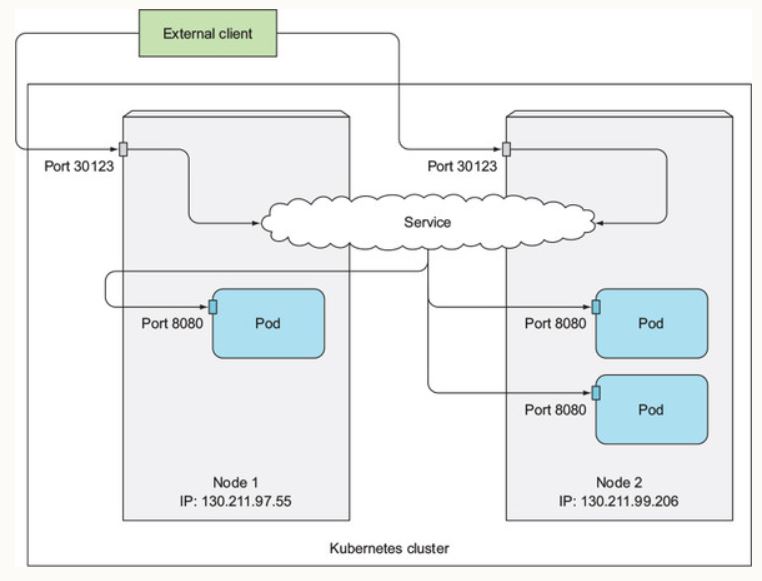 External client
Port 30123
Port 30123
Service
Port 8080
Pod
Port 8080
Pod
Port 8080
Pod
Node 1
IP: 130.211.97.55
Node 2
IP: 130.211.99.206
Kubernetes cluster